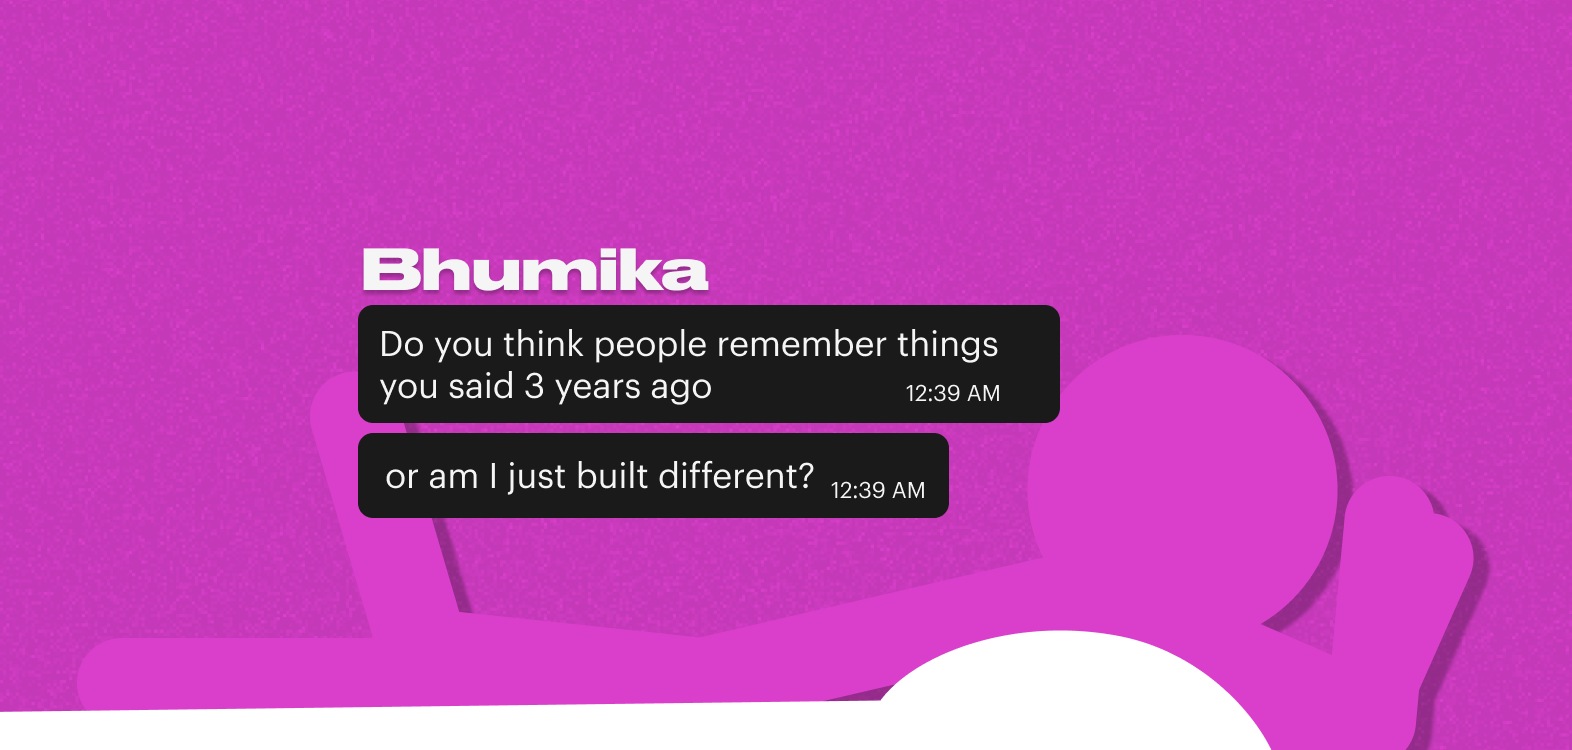 Bhumika
Do you think people remember things
you said 3 years ago 12:39 AM
or am I just built different? 12:39 AM